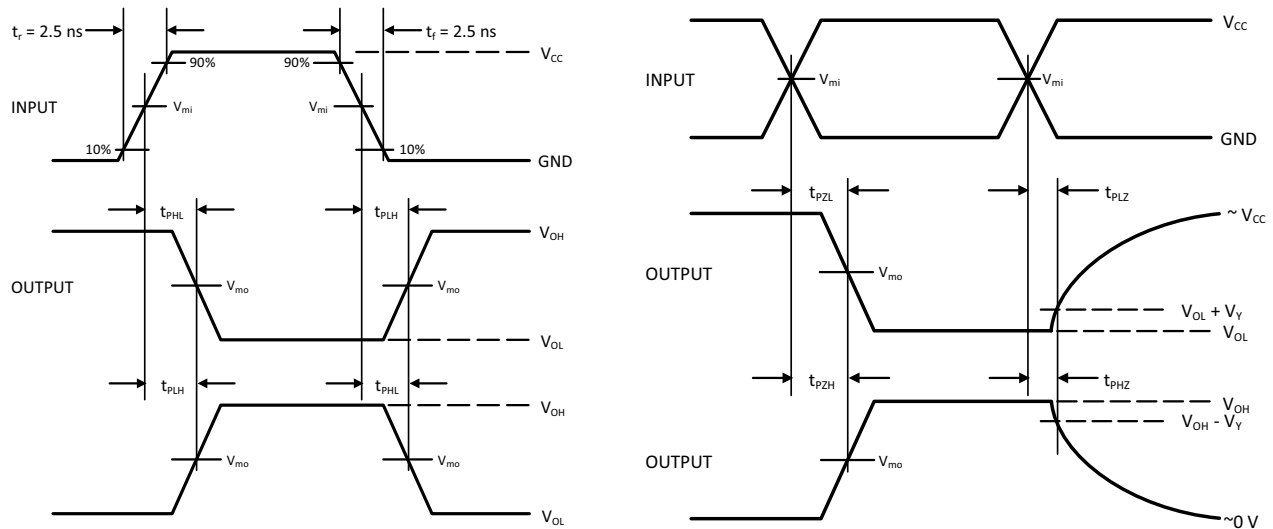 tr = 2.5 ns
tf = 2.5 ns
VCC
90%
90%
INPUT
Vmi
Vmi
10%
10%
GND
tPHL
tPLH
VOH
OUTPUT
Vmo
Vmo
VOL
tPLH
tPHL
VOH
Vmo
Vmo
VOL
VCC
INPUT
Vmi
Vmi
GND
tPZL
tPLZ
~ VCC
OUTPUT
Vmo
VOL + VY
VOL
tPZH
tPHZ
VOH
VOH - VY
OUTPUT
Vmo
~0 V